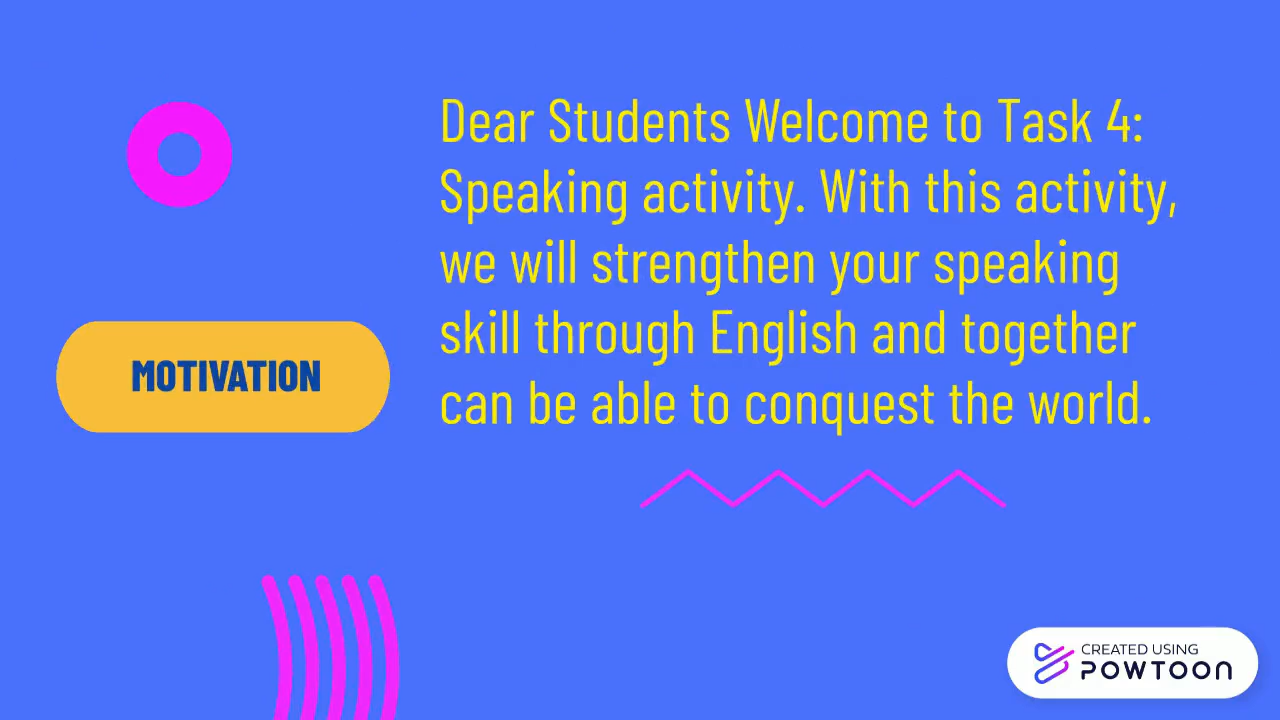 Dear Students Welcome to Task 4:
Speaking activity. With this activity,
we will strengthen your speaking
skill through English and together
can be able to conquest the world.
MOTIVATION
CREATED USING
POWTOON